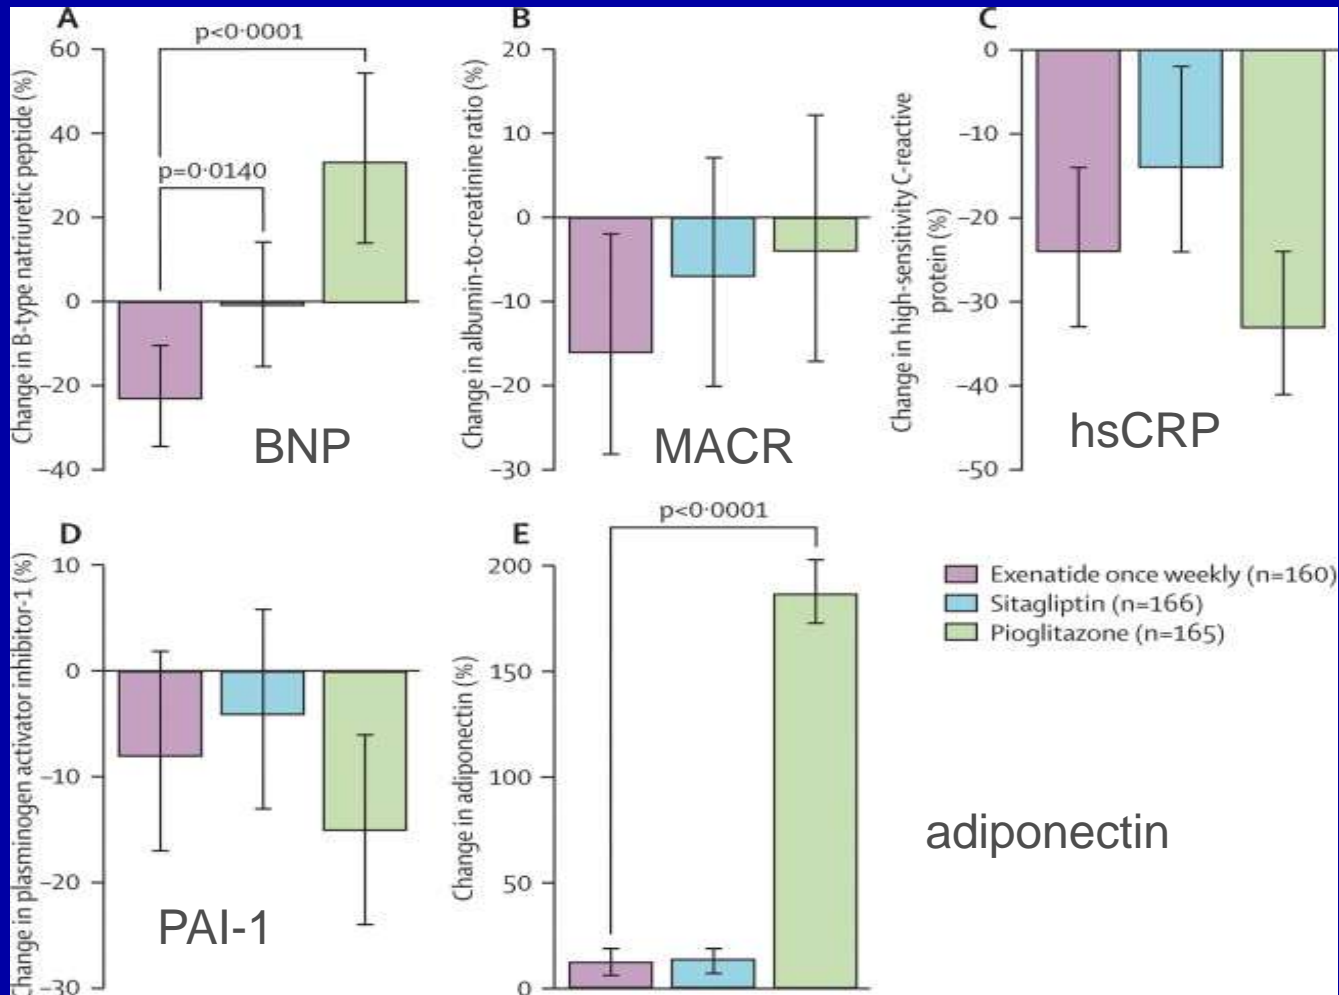 A
p<0·0001
p=0·0140
60
40
20
0
–20
–40
Change in B-type natriuretic peptide (%)
BNP
B
20
10
0
–10
–20
–30
Change in albumin-to-creatinine ratio (%)
MACR
C
0
–10
–20
–30
–40
–50
Change in high-sensitivity C-reactive
protein (%)
hsCRP
D
10
0
–10
–20
–30
Change in plasminogen activator inhibitor-1 (%)
PAI-1
E
p<0·0001
200
150
100
50
0
Change in adiponectin (%)
Exenatide once weekly (n=160)
Sitagliptin (n=166)
Pioglitazone (n=165)
adiponectin